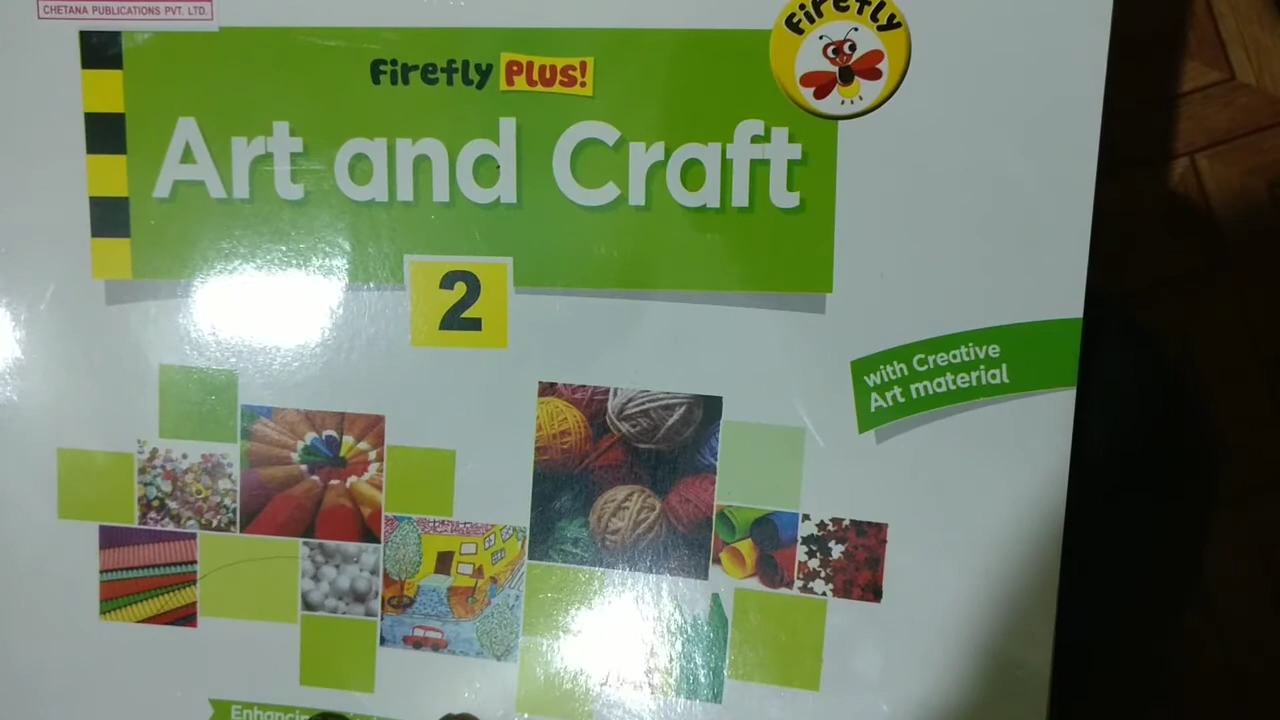 CHETANA PUBLICATIONS PVT. LTD.
Firefly
Firefly Plus!
Art and Craft
2
with Creative
Art material